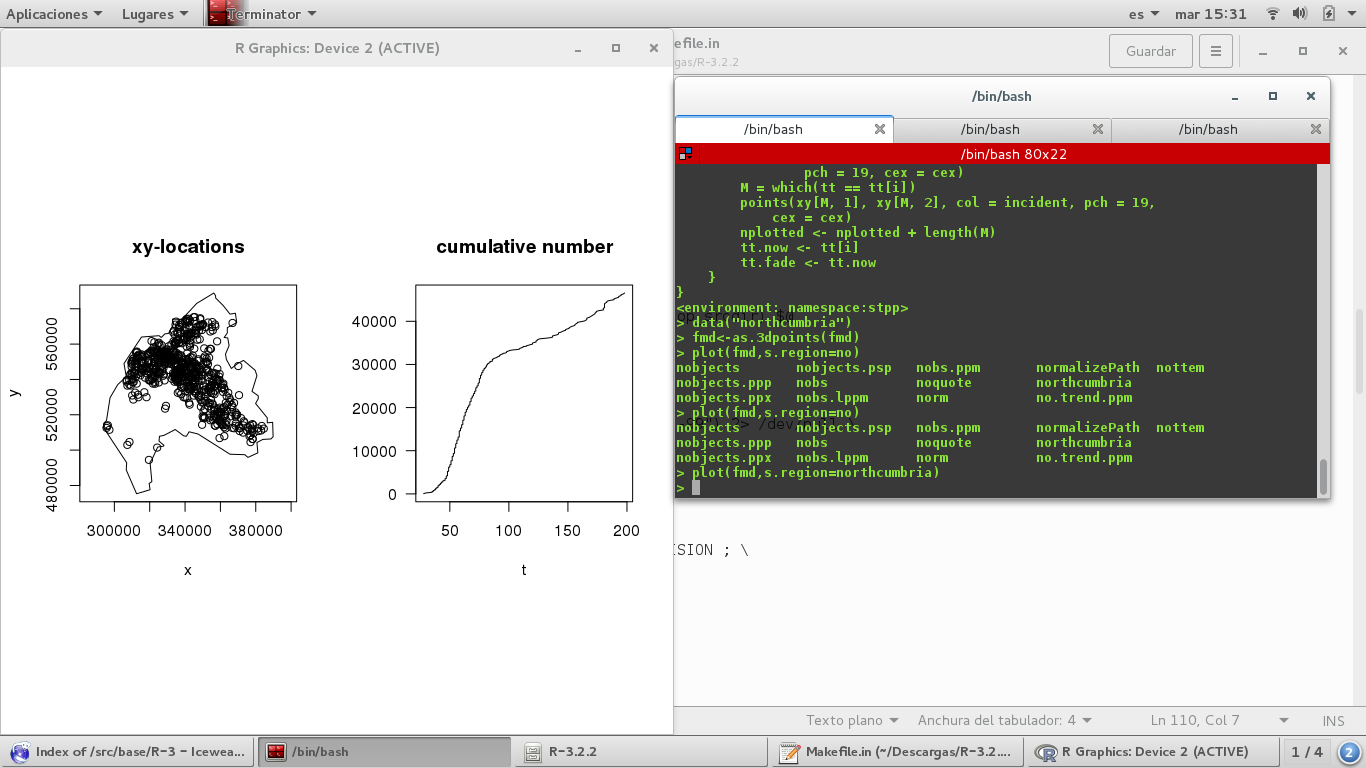 Aplicaciones Lugares Terminator es mar 15:31
R Graphics: Device 2 (ACTIVE)
efile.in
gas/R-3.2.2
Guardar
/bin/bash
/bin/bash /bin/bash /bin/bash
/bin/bash 80x22
pch = 19, cex = cex)
M = which(tt == tt[i])
points(xy[M, 1], xy[M, 2], col = incident, pch = 19,
cex = cex)
nplotted <- nplotted + length(M)
tt.now <- tt[i]
tt.fade <- tt.now
}
}
<environment: namespace:stpp>
> data("northcumbria")
> fmd<-as.3dpoints(fmd)
> plot(fmd,s.region=no)
nobjects nobjects.psp nobs.ppm normalizePath nottem
nobjects.ppp nobs noquote northcumbria
nobjects.ppx nobs.lppm norm no.trend.ppm
> plot(fmd,s.region=no)
nobjects nobjects.psp nobs.ppm normalizePath nottem
nobjects.ppp nobs noquote northcumbria
nobjects.ppx nobs.lppm norm no.trend.ppm
> plot(fmd,s.region=northcumbria)
>
xy-locations
y
480000 520000 560000
300000 340000 380000
x
cumulative number
40000
30000
20000
10000
0
50 100 150 200
t
ISION ; \
Texto plano Anchura del tabulador: 4 Ln 110, Col 7 INS
Index of /src/base/R-3 – Icewea... /bin/bash R-3.2.2 Makefile.in (~/Descargas/R-3.2.... R Graphics: Device 2 (ACTIVE) 1 / 4 2